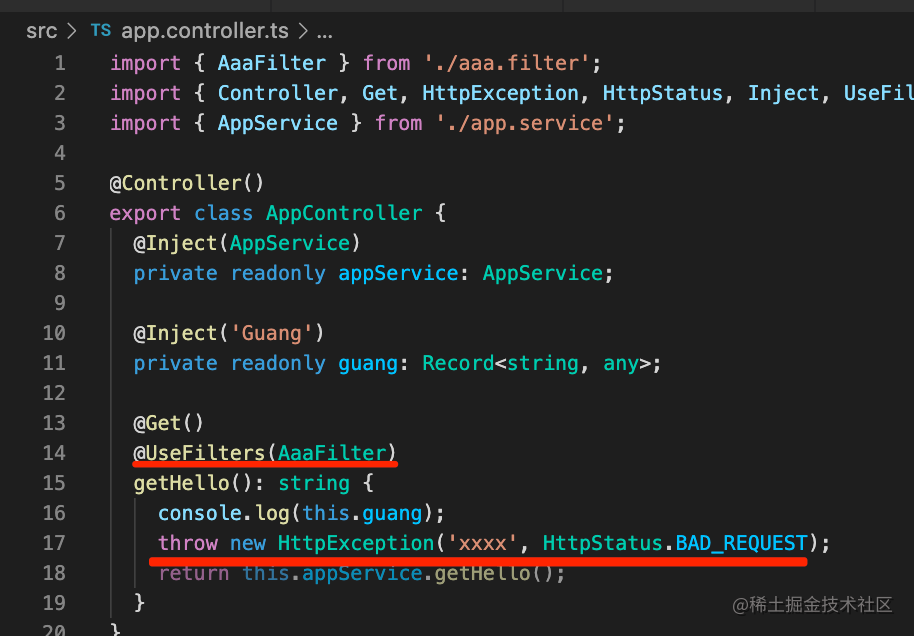 src > TS app.controller.ts > ...
1 import { AaaFilter } from './aaa.filter';
2 import { Controller, Get, HttpException, HttpStatus, Inject, UseFil
3 import { AppService } from './app.service';
4
5 @Controller()
6 export class AppController {
7 @Inject(AppService)
8 private readonly appService: AppService;
9
10 @Inject('Guang')
11 private readonly guang: Record<string, any>;
12
13 @Get()
14 @UseFilters(AaaFilter)
15 getHello(): string {
16 console.log(this.guang);
17 throw new HttpException('xxxx', HttpStatus.BAD_REQUEST);
18 return this.appService.getHello();
19 }
20 }
@稀土掘金技术社区